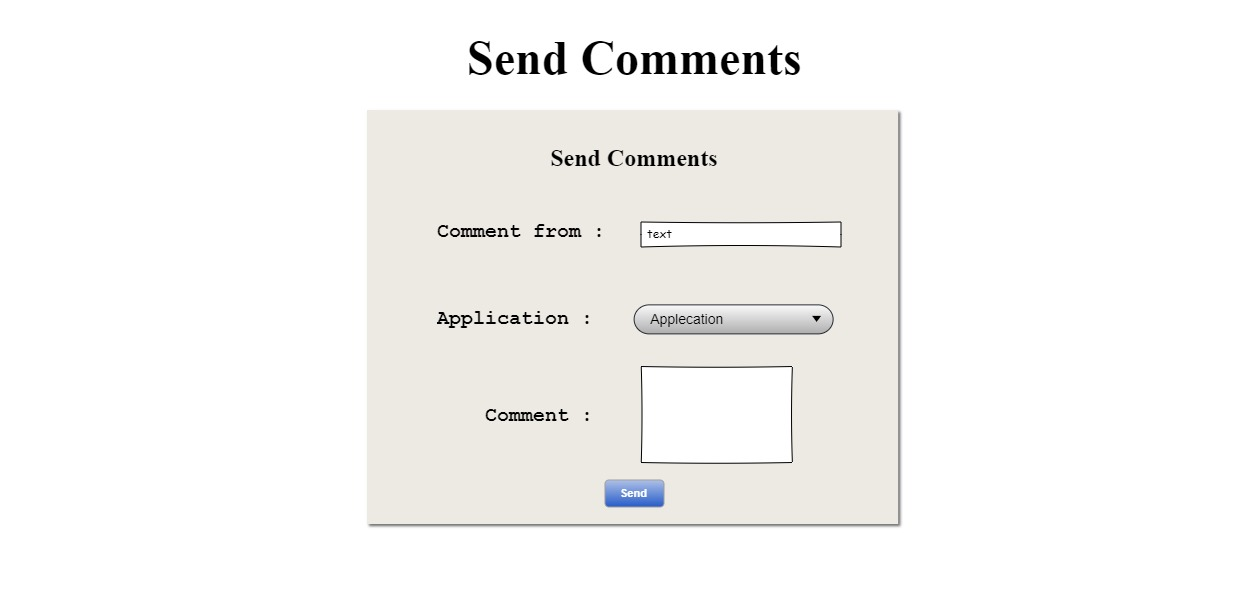 Send Comments
Send Comments
Comment from :
text
Application :
Applecation
Comment :
Send